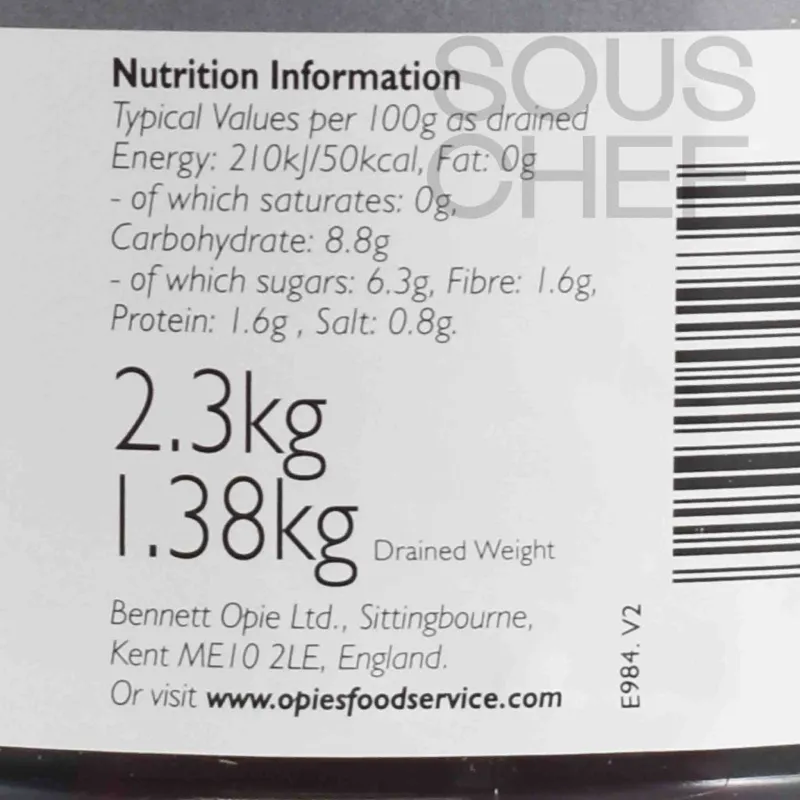 SOUS
CHEF
Nutrition Information
Typical Values per 100g as drained
Energy: 210kJ/50kcal, Fat: 0g
- of which saturates: 0g,
Carbohydrate: 8.8g
- of which sugars: 6.3g, Fibre: 1.6g,
Protein: 1.6g , Salt: 0.8g.
2.3kg
1.38kg Drained Weight
Bennett Opie Ltd., Sittingbourne,
Kent ME10 2LE, England.
Or visit www.opiesfoodservice.com
E984. V2